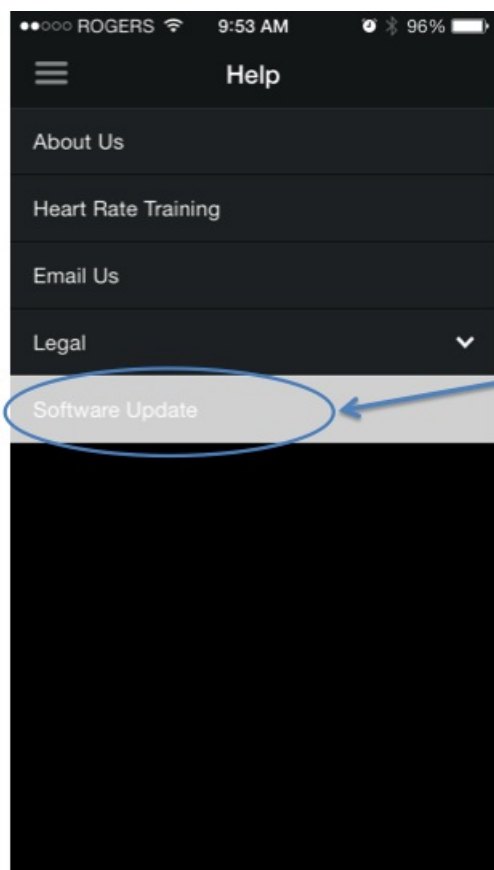 ROGERS 9:53 AM 96%
Help
About Us
Heart Rate Training
Email Us
Legal
Software Update